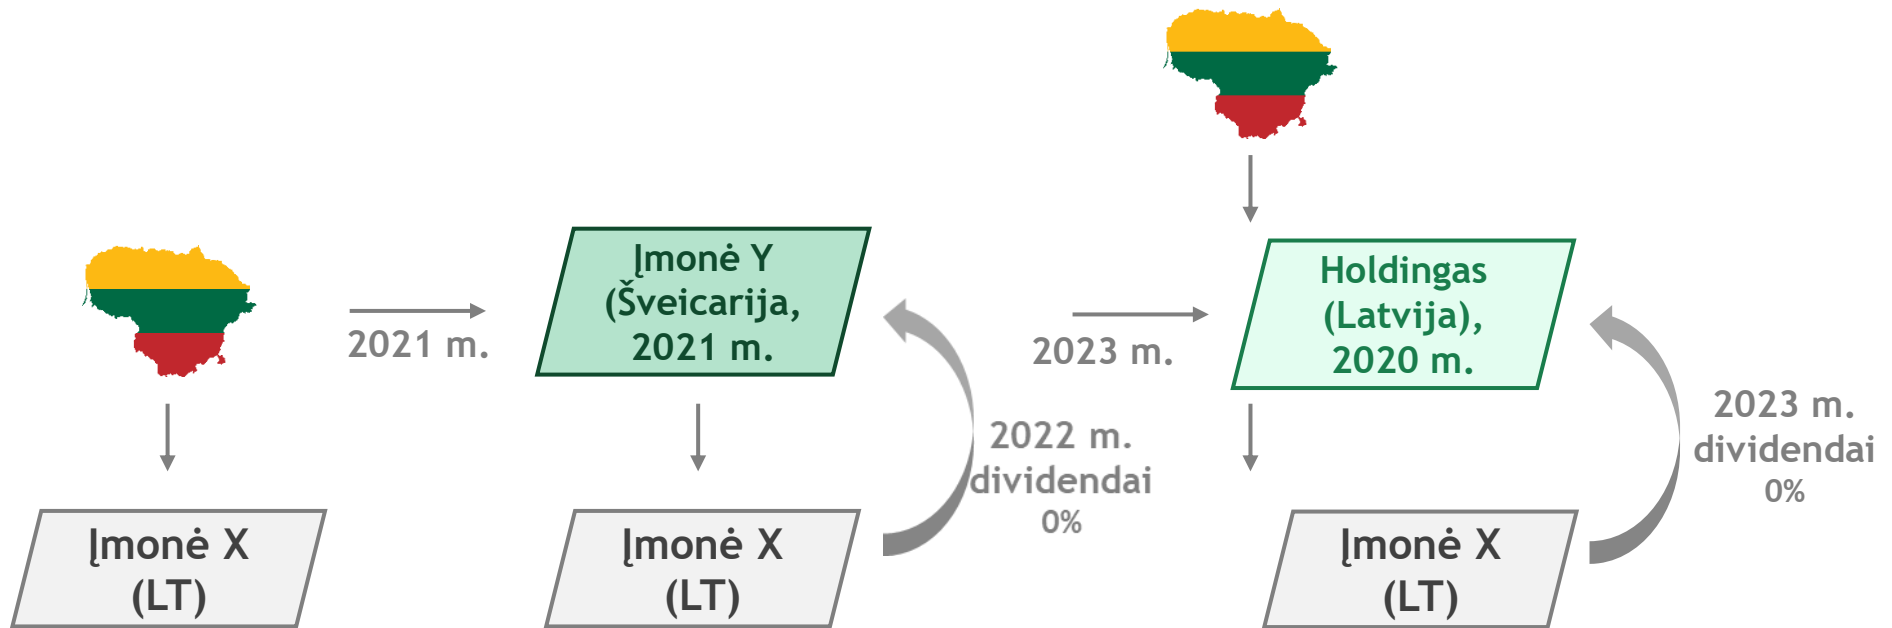 2021 m.
Įmonė X
(LT)
Įmonė Y
(Šveicarija,
2021 m.
Įmonė X
(LT)
2022 m.
dividendai
0%
2023 m.
Holdingas
(Latvija),
2020 m.
Įmonė X
(LT)
2023 m.
dividendai
0%